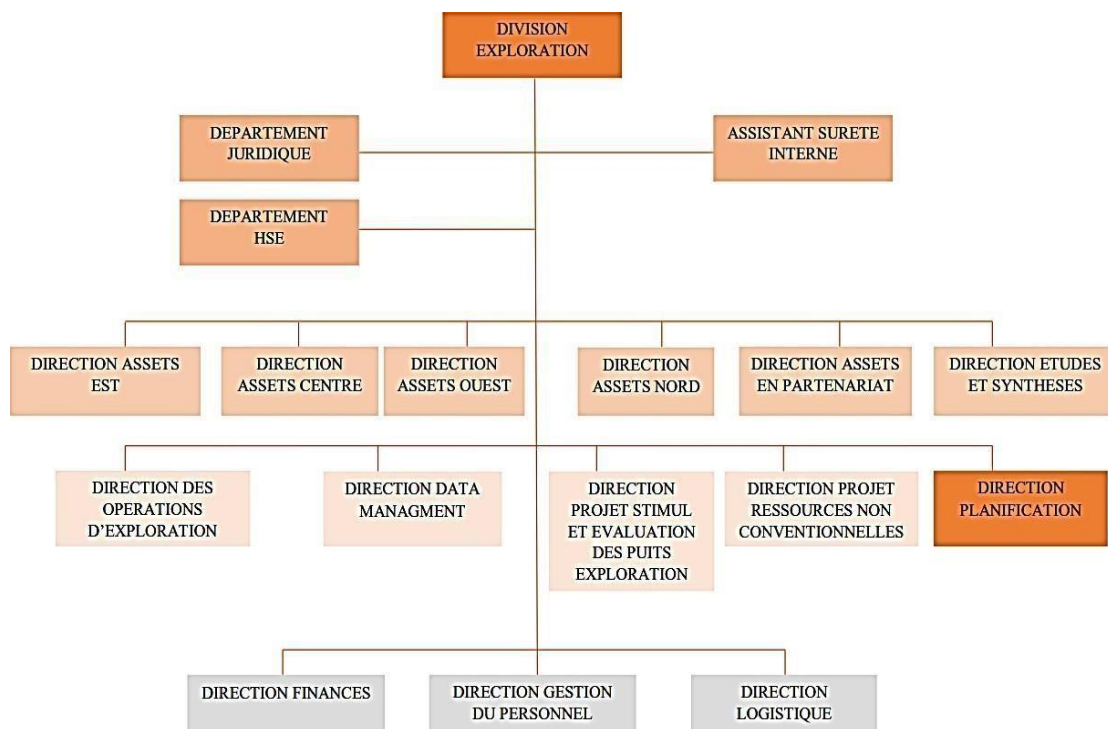 DIVISION
EXPLORATION
DEPARTEMENT
JURIDIQUE
ASSISTANT SURETE
INTERNE
DEPARTEMENT
HSE
DIRECTION ASSETS
EST
DIRECTION
ASSETS CENTRE
DIRECTION
ASSETS OUEST
DIRECTION
ASSETS NORD
DIRECTION ASSETS
EN PARTENARIAT
DIRECTION ETUDES
ET SYNTHESES
DIRECTION DES
OPERATIONS
D'EXPLORATION
DIRECTION DATA
MANAGMENT
DIRECTION
PROJET STIMUL
ET EVALUATION
DES PUITS
EXPLORATION
DIRECTION PROJET
RESSOURCES NON
CONVENTIONNELLES
DIRECTION
PLANIFICATION
DIRECTION FINANCES
DIRECTION GESTION
DU PERSONNEL
DIRECTION
LOGISTIQUE